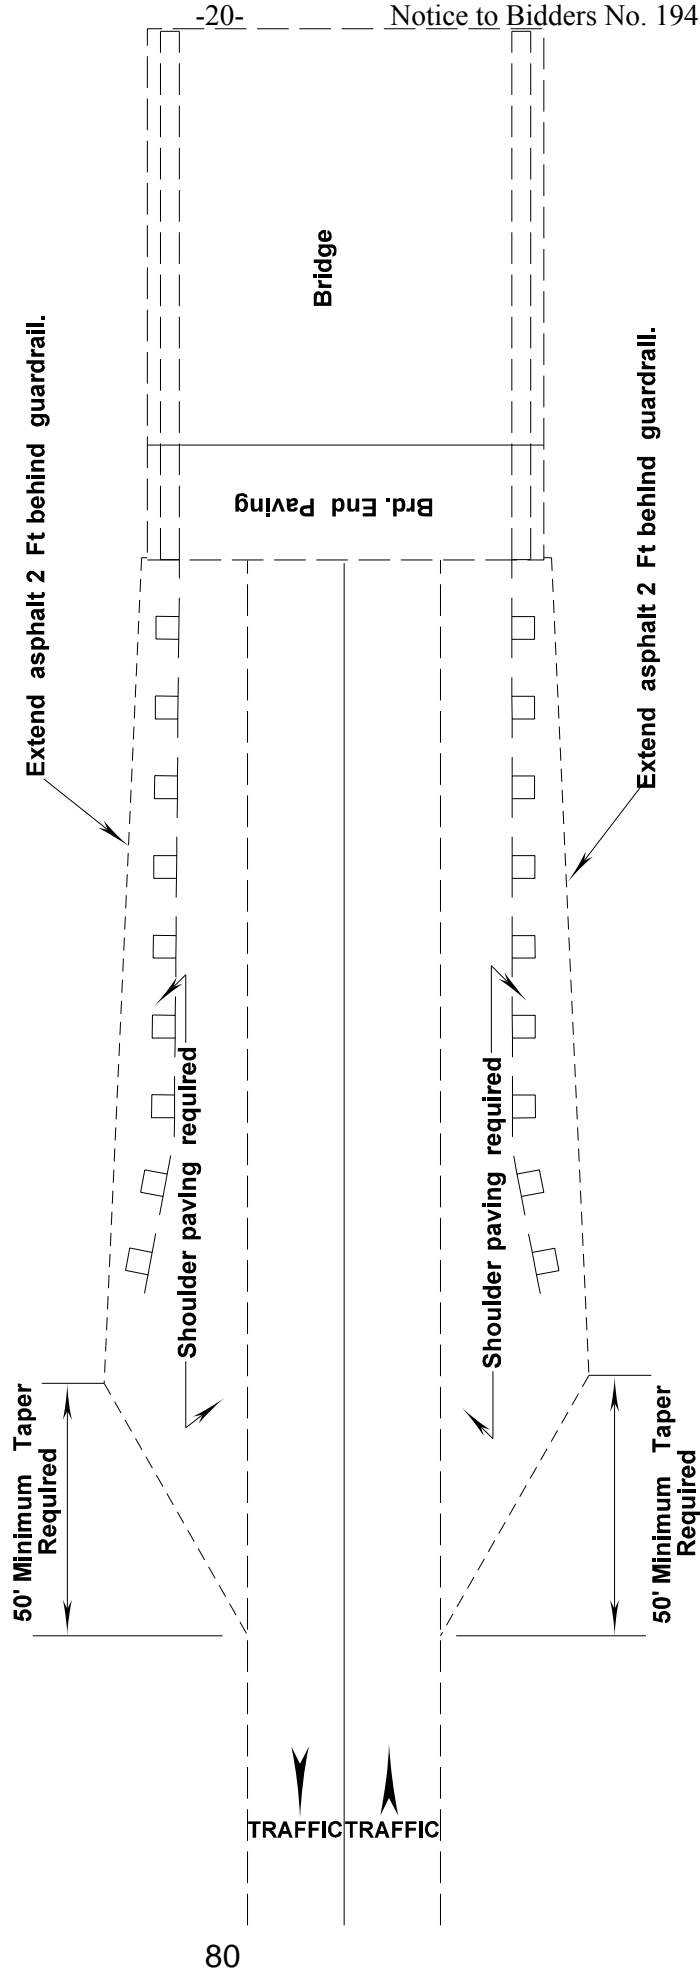 -20-
Notice to Bidders No. 194
Bridge
Extend asphalt 2 Ft behind guardrail.
Extend asphalt 2 Ft behind guardrail.
Brd. End Paving
Shoulder paving required
Shoulder paving required
50' Minimum Taper
Required
50' Minimum Taper
Required
TRAFFIC
TRAFFIC
80